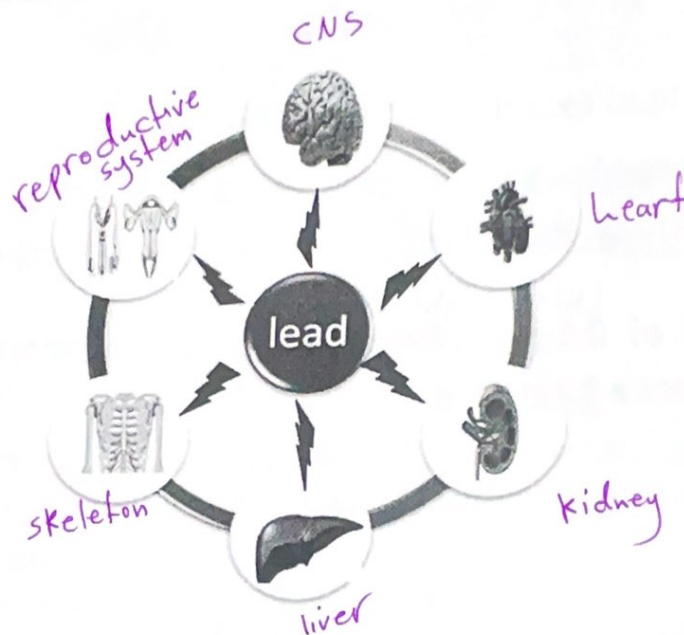 CNS
reproductive
system
heart
lead
skeleton
kidney
liver